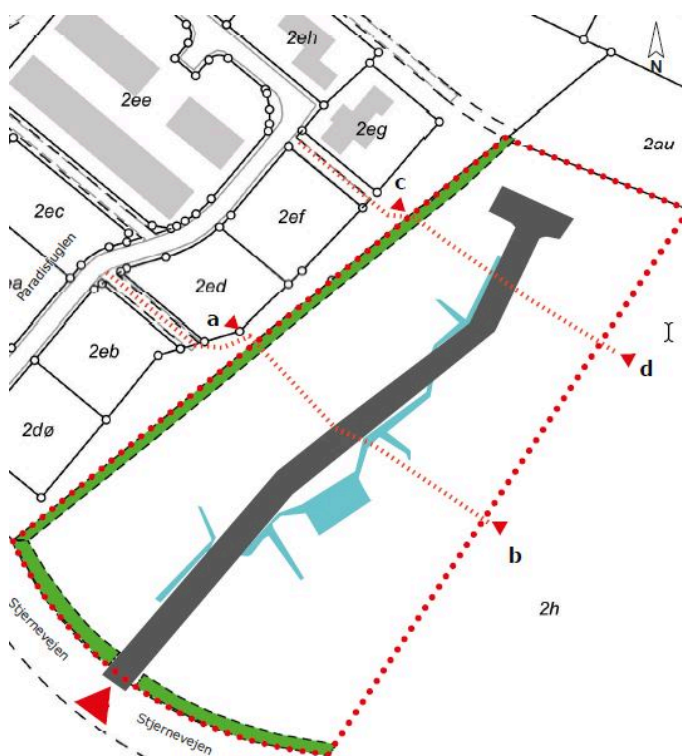 2eh
N
2ee
2eg
2au
c
2ec
2ef
Paradisfuglen
2ed
a
2eb
d
2dø
b
2h
Stjernevejen
Stjernevejen